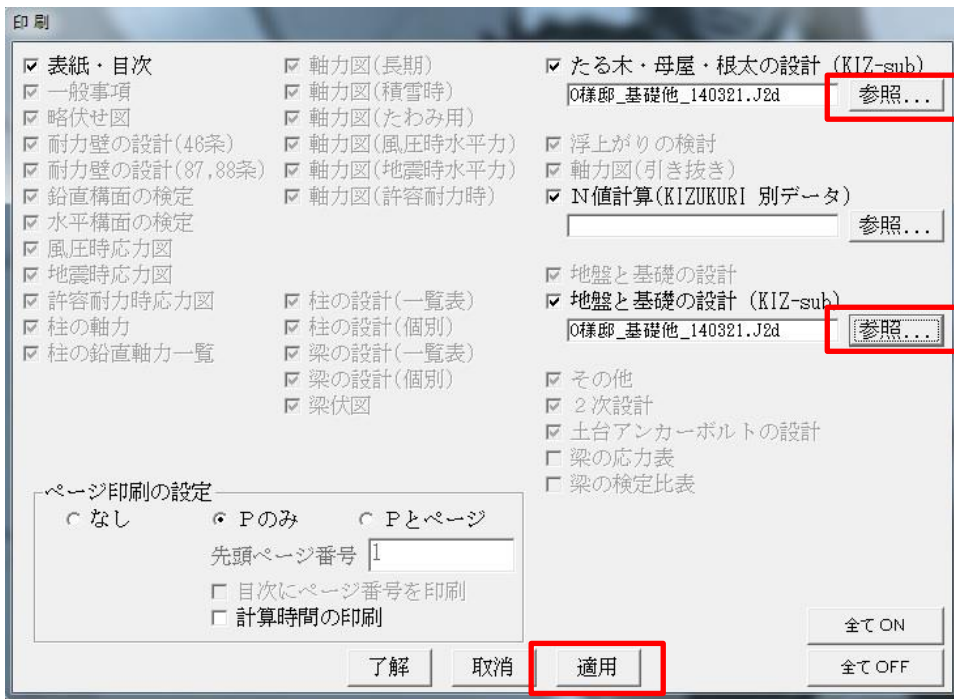 印刷
表紙・目次
一般事項
略伏せ図
耐力壁の設計(46条)
耐力壁の設計(87,88条)
鉛直構面の検定
水平構面の検定
風圧時応力図
地震時応力図
許容耐力時応力図
柱の軸力
柱の鉛直軸力一覧
軸力図(長期)
軸力図(積雪時)
軸力図(たわみ用)
軸力図(風圧時水平力)
軸力図(地震時水平力)
軸力図(許容耐力時)
柱の設計(一覧表)
柱の設計(個別)
梁の設計(一覧表)
梁の設計(個別)
梁伏図
たる木・母屋・根太の設計 (KIZ-sub)
O様邸_基礎他_140321.J2d 参照...
浮上がりの検討
軸力図(引き抜き)
N値計算(KIZUKURI 別データ)
参照...
地盤と基礎の設計
地盤と基礎の設計 (KIZ-sub)
O様邸_基礎他_140321.J2d 参照...
その他
2次設計
土台アンカーボルトの設計
梁の応力表
梁の検定比表
ページ印刷の設定
なし Pのみ Pとページ
先頭ページ番号 1
目次にページ番号を印刷
計算時間の印刷
全て ON
了解 取消 適用 全て OFF